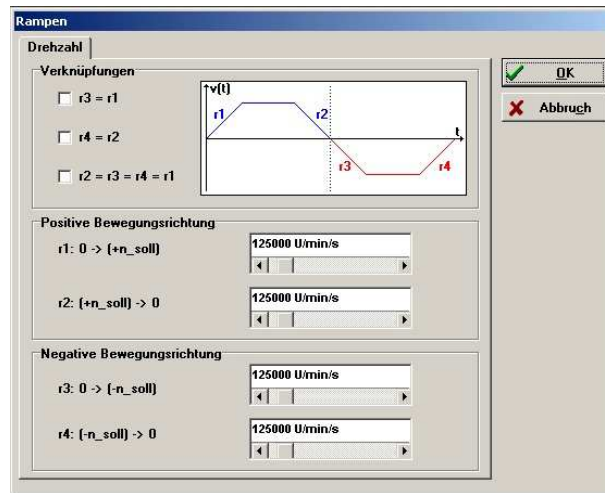 Rampen
Drehzahl
OK
Abbruch
Verknüpfungen
r3 = r1
r4 = r2
r2 = r3 = r4 = r1
v(t)
r1
r2
t
r3
r4
Positive Bewegungsrichtung
r1: 0 -> (+n_soll)
125000 U/min/s
r2: (+n_soll) -> 0
125000 U/min/s
Negative Bewegungsrichtung
r3: 0 -> (-n_soll)
125000 U/min/s
r4: (-n_soll) -> 0
125000 U/min/s